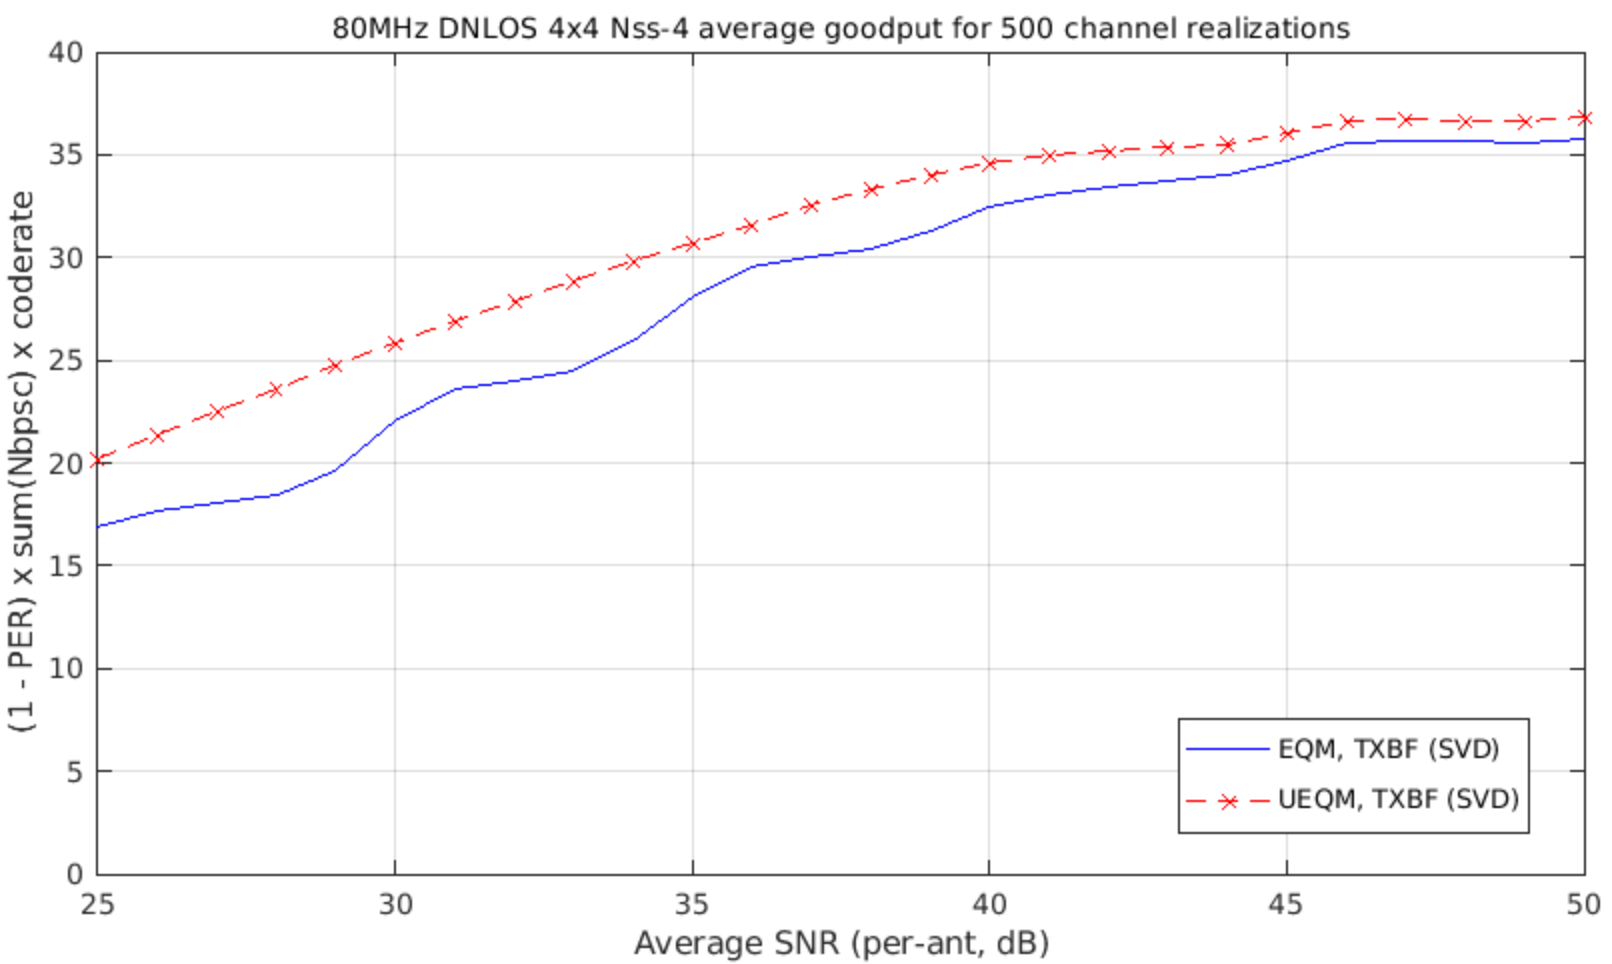 80MHz DNLOS 4x4 Nss-4 average goodput for 500 channel realizations
(1 - PER) x sum(Nbpsc) x coderate
40
35
30
25
20
15
10
5
0
25 30 35 40 45 50
Average SNR (per-ant, dB)
EQM, TXBF (SVD)
UEQM, TXBF (SVD)